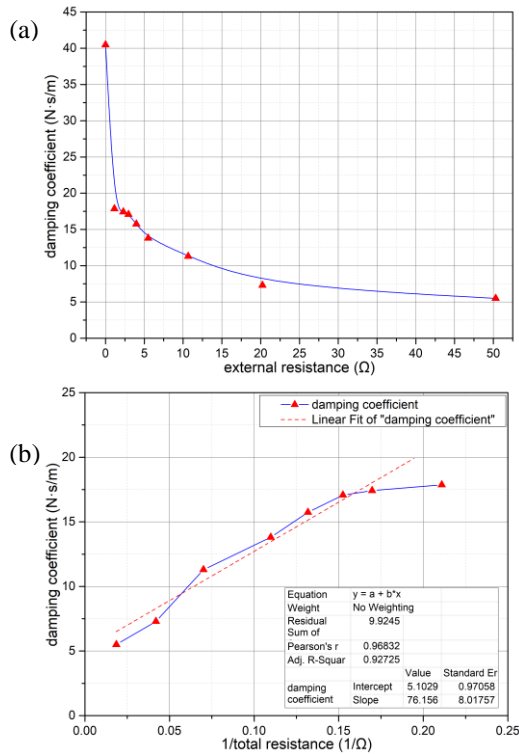 (a)
45
40
35
30
25
20
15
10
5
0
damping coefficient (N·s/m)
0 5 10 15 20 25 30 35 40 45 50
external resistance (Ω)
(b)
25
20
15
10
5
0
damping coefficient (N·s/m)
damping coefficient
Linear Fit of "damping coefficient"
Equation y = a + b*x
Weight No Weighting
Residual 9.9245
Sum of
Pearson's r 0.96832
Adj. R-Squar 0.92725
Value Standard Er
damping Intercept 5.1029 0.97058
coefficient Slope 76.156 8.01757
0.00 0.05 0.10 0.15 0.20 0.25
1/total resistance (1/Ω)